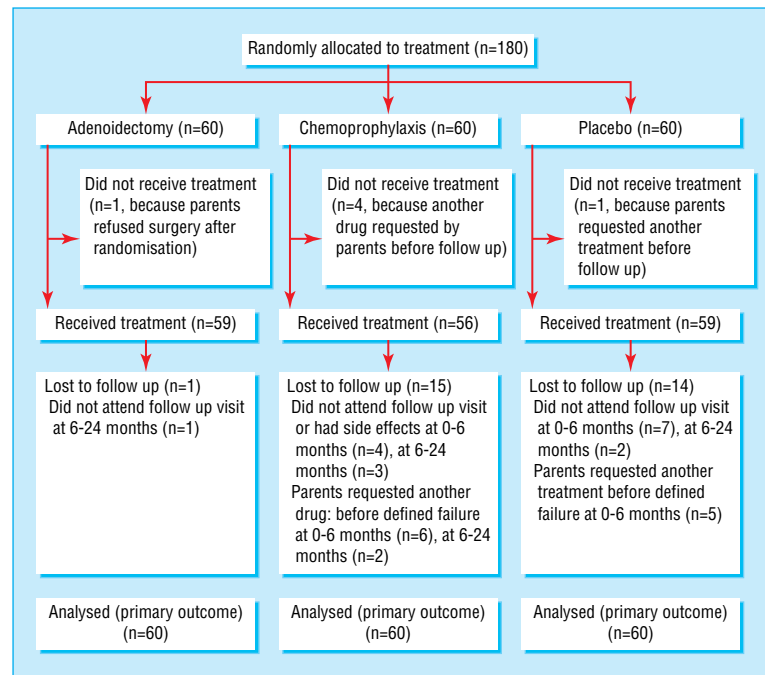 Randomly allocated to treatment (n=180)
Adenoidectomy (n=60)
Chemoprophylaxis (n=60)
Placebo (n=60)
Did not receive treatment
(n=1, because parents
refused surgery after
randomisation)
Did not receive treatment
(n=4, because another
drug requested by
parents before follow up)
Did not receive treatment
(n=1, because parents
requested another
treatment before
follow up)
Received treatment (n=59)
Received treatment (n=56)
Received treatment (n=59)
Lost to follow up (n=1)
Did not attend follow up visit
at 6-24 months (n=1)
Lost to follow up (n=15)
Did not attend follow up visit
or had side effects at 0-6
months (n=4), at 6-24
months (n=3)
Parents requested another
drug: before defined failure
at 0-6 months (n=6), at 6-24
months (n=2)
Lost to follow up (n=14)
Did not attend follow up visit
at 0-6 months (n=7), at 6-24
months (n=2)
Parents requested another
treatment before defined
failure at 0-6 months (n=5)
Analysed (primary outcome)
(n=60)
Analysed (primary outcome)
(n=60)
Analysed (primary outcome)
(n=60)